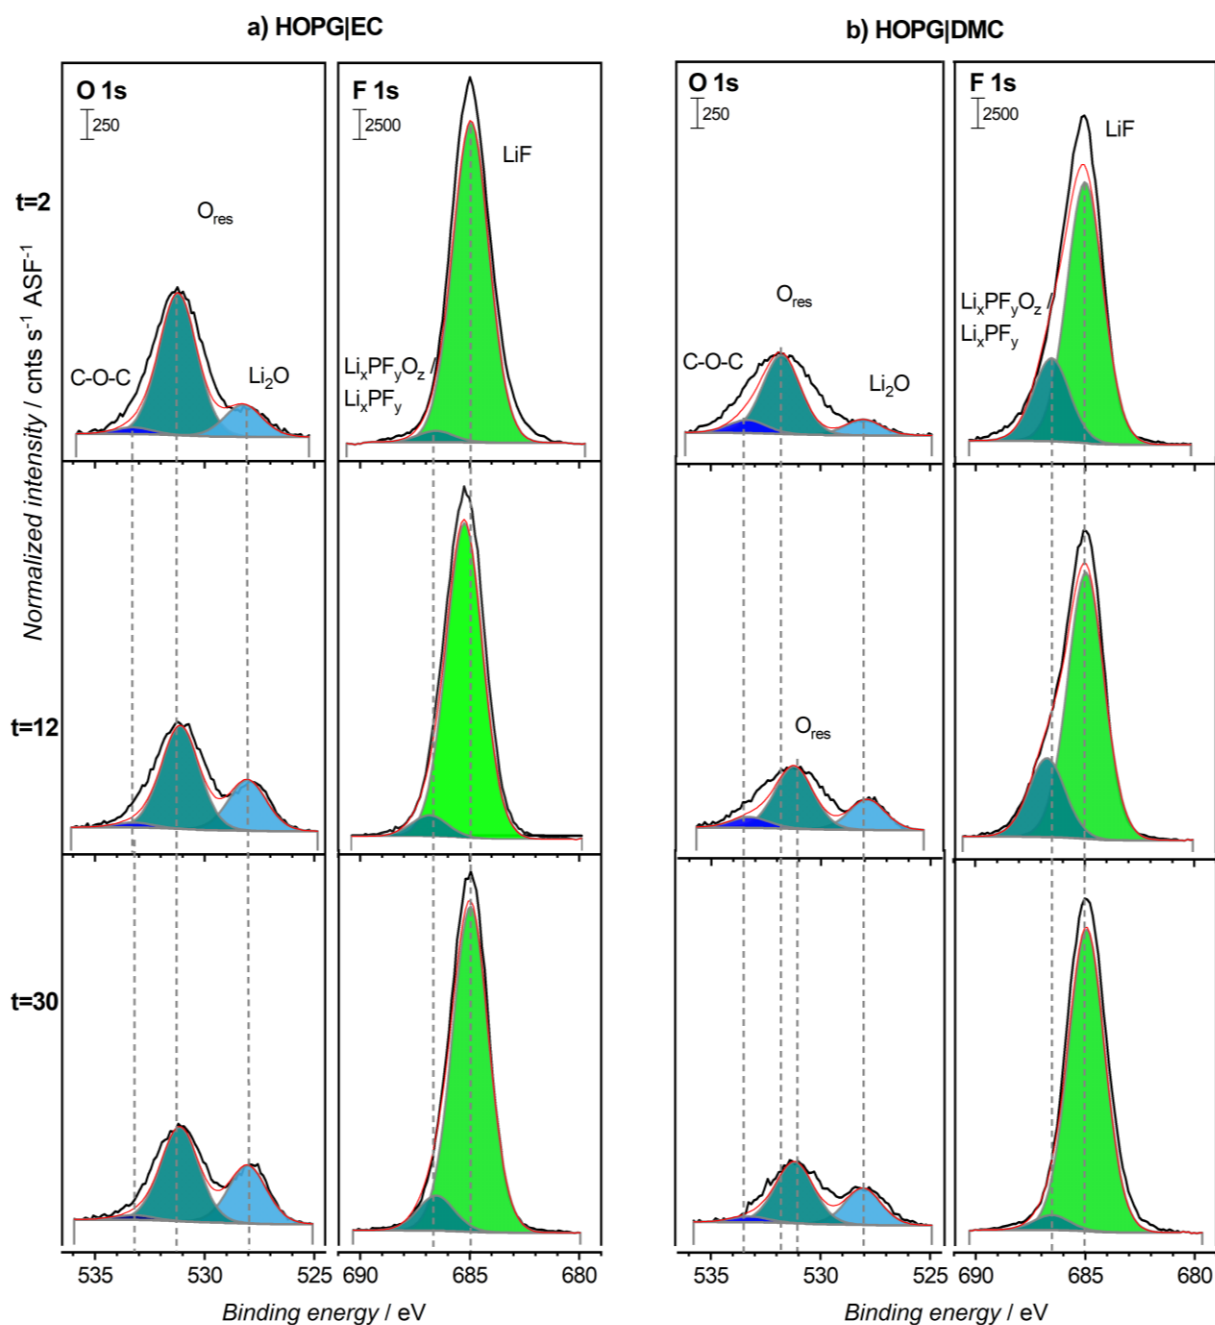 a) HOPG|EC
b) HOPG|DMC
Normalized intensity / cnts s-1 ASF-1
t=2
O 1s
250
C-O-C
Ores
Li2O
F 1s
2500
LiF
LixPFyOz /
LixPFy
O 1s
250
C-O-C
Ores
Li2O
F 1s
2500
LiF
LixPFyOz /
LixPFy
t=12
Ores
t=30
535 530 525
690 685 680
535 530 525
690 685 680
Binding energy / eV
Binding energy / eV